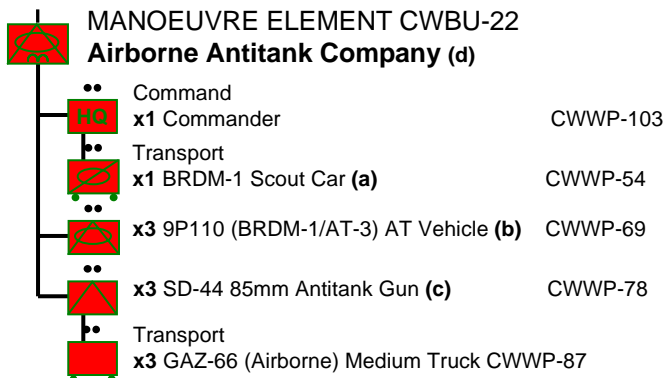 MANOEUVRE ELEMENT CWBU-22
Airborne Antitank Company (d)
Command
HQ x1 Commander CWWP-103
Transport
x1 BRDM-1 Scout Car (a) CWWP-54
x3 9P110 (BRDM-1/AT-3) AT Vehicle (b) CWWP-69
x3 SD-44 85mm Antitank Gun (c) CWWP-78
Transport
x3 GAZ-66 (Airborne) Medium Truck CWWP-87